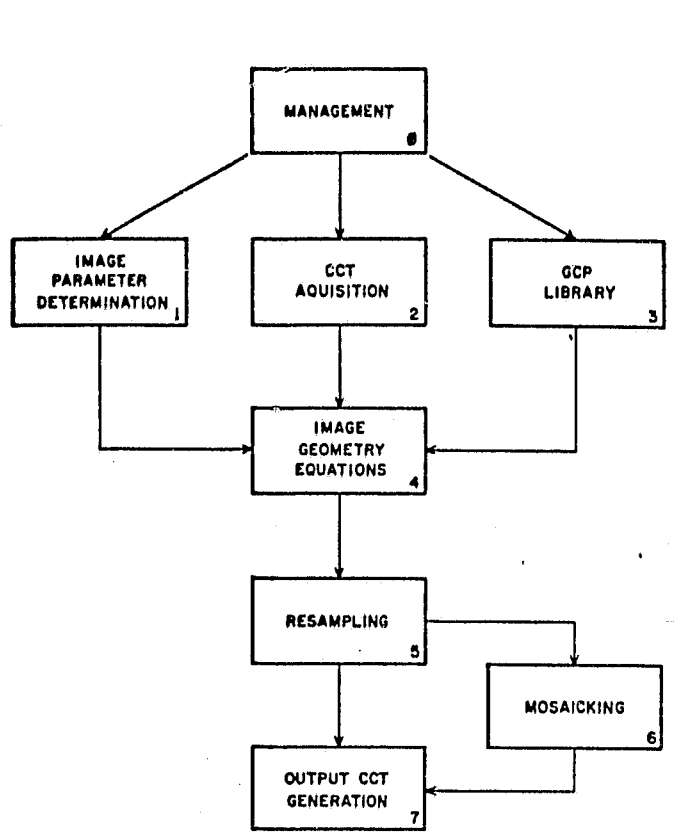 MANAGEMENT
0
IMAGE
PARAMETER
DETERMINATION
1
CCT
AQUISITION
2
GCP
LIBRARY
3
IMAGE
GEOMETRY
EQUATIONS
4
RESAMPLING
5
MOSAICKING
6
OUTPUT CCT
GENERATION
7